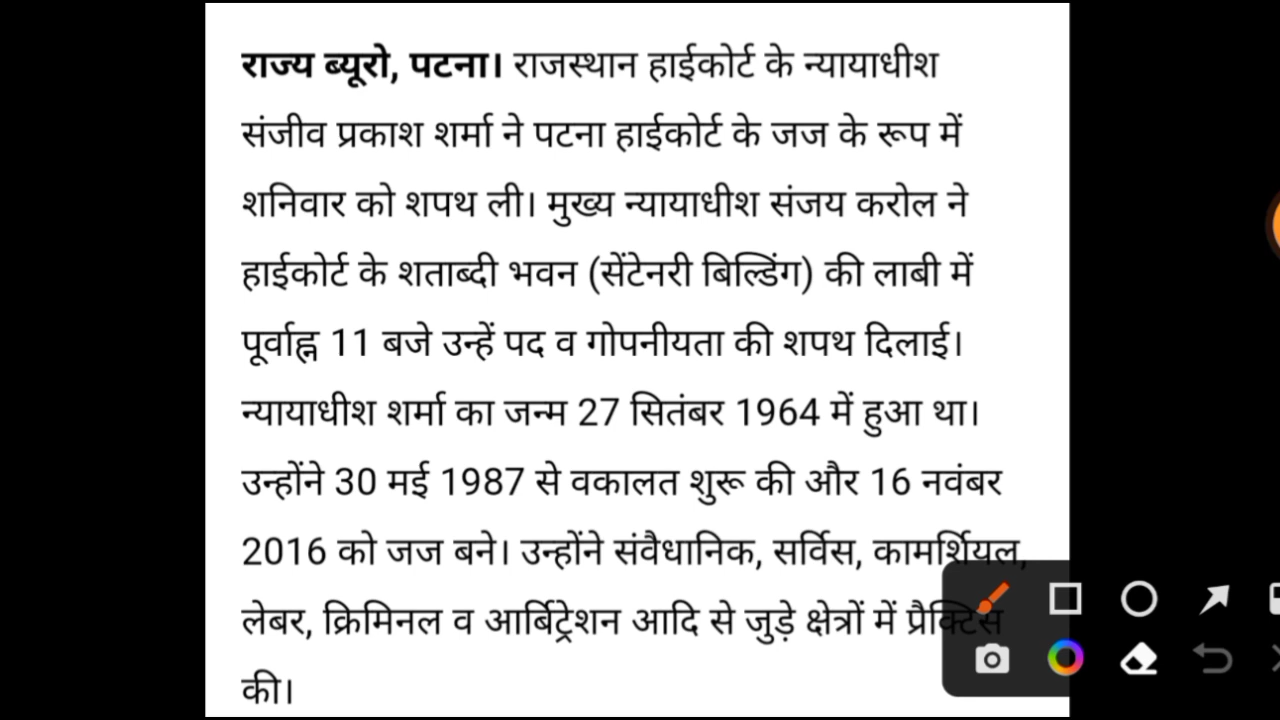 राज्य ब्यूरो, पटना। राजस्थान हाईकोर्ट के न्यायाधीश
संजीव प्रकाश शर्मा ने पटना हाईकोर्ट के जज के रूप में
शनिवार को शपथ ली। मुख्य न्यायाधीश संजय करोल ने
हाईकोर्ट के शताब्दी भवन (सेंटेनरी बिल्डिंग) की लाबी में
पूर्वाह्न 11 बजे उन्हें पद व गोपनीयता की शपथ दिलाई।
न्यायाधीश शर्मा का जन्म 27 सितंबर 1964 में हुआ था।
उन्होंने 30 मई 1987 से वकालत शुरू की और 16 नवंबर
2016 को जज बने। उन्होंने संवैधानिक, सर्विस, कामर्शियल,
लेबर, क्रिमिनल व आर्बिट्रेशन आदि से जुड़े क्षेत्रों में प्रैक्टिस
की।